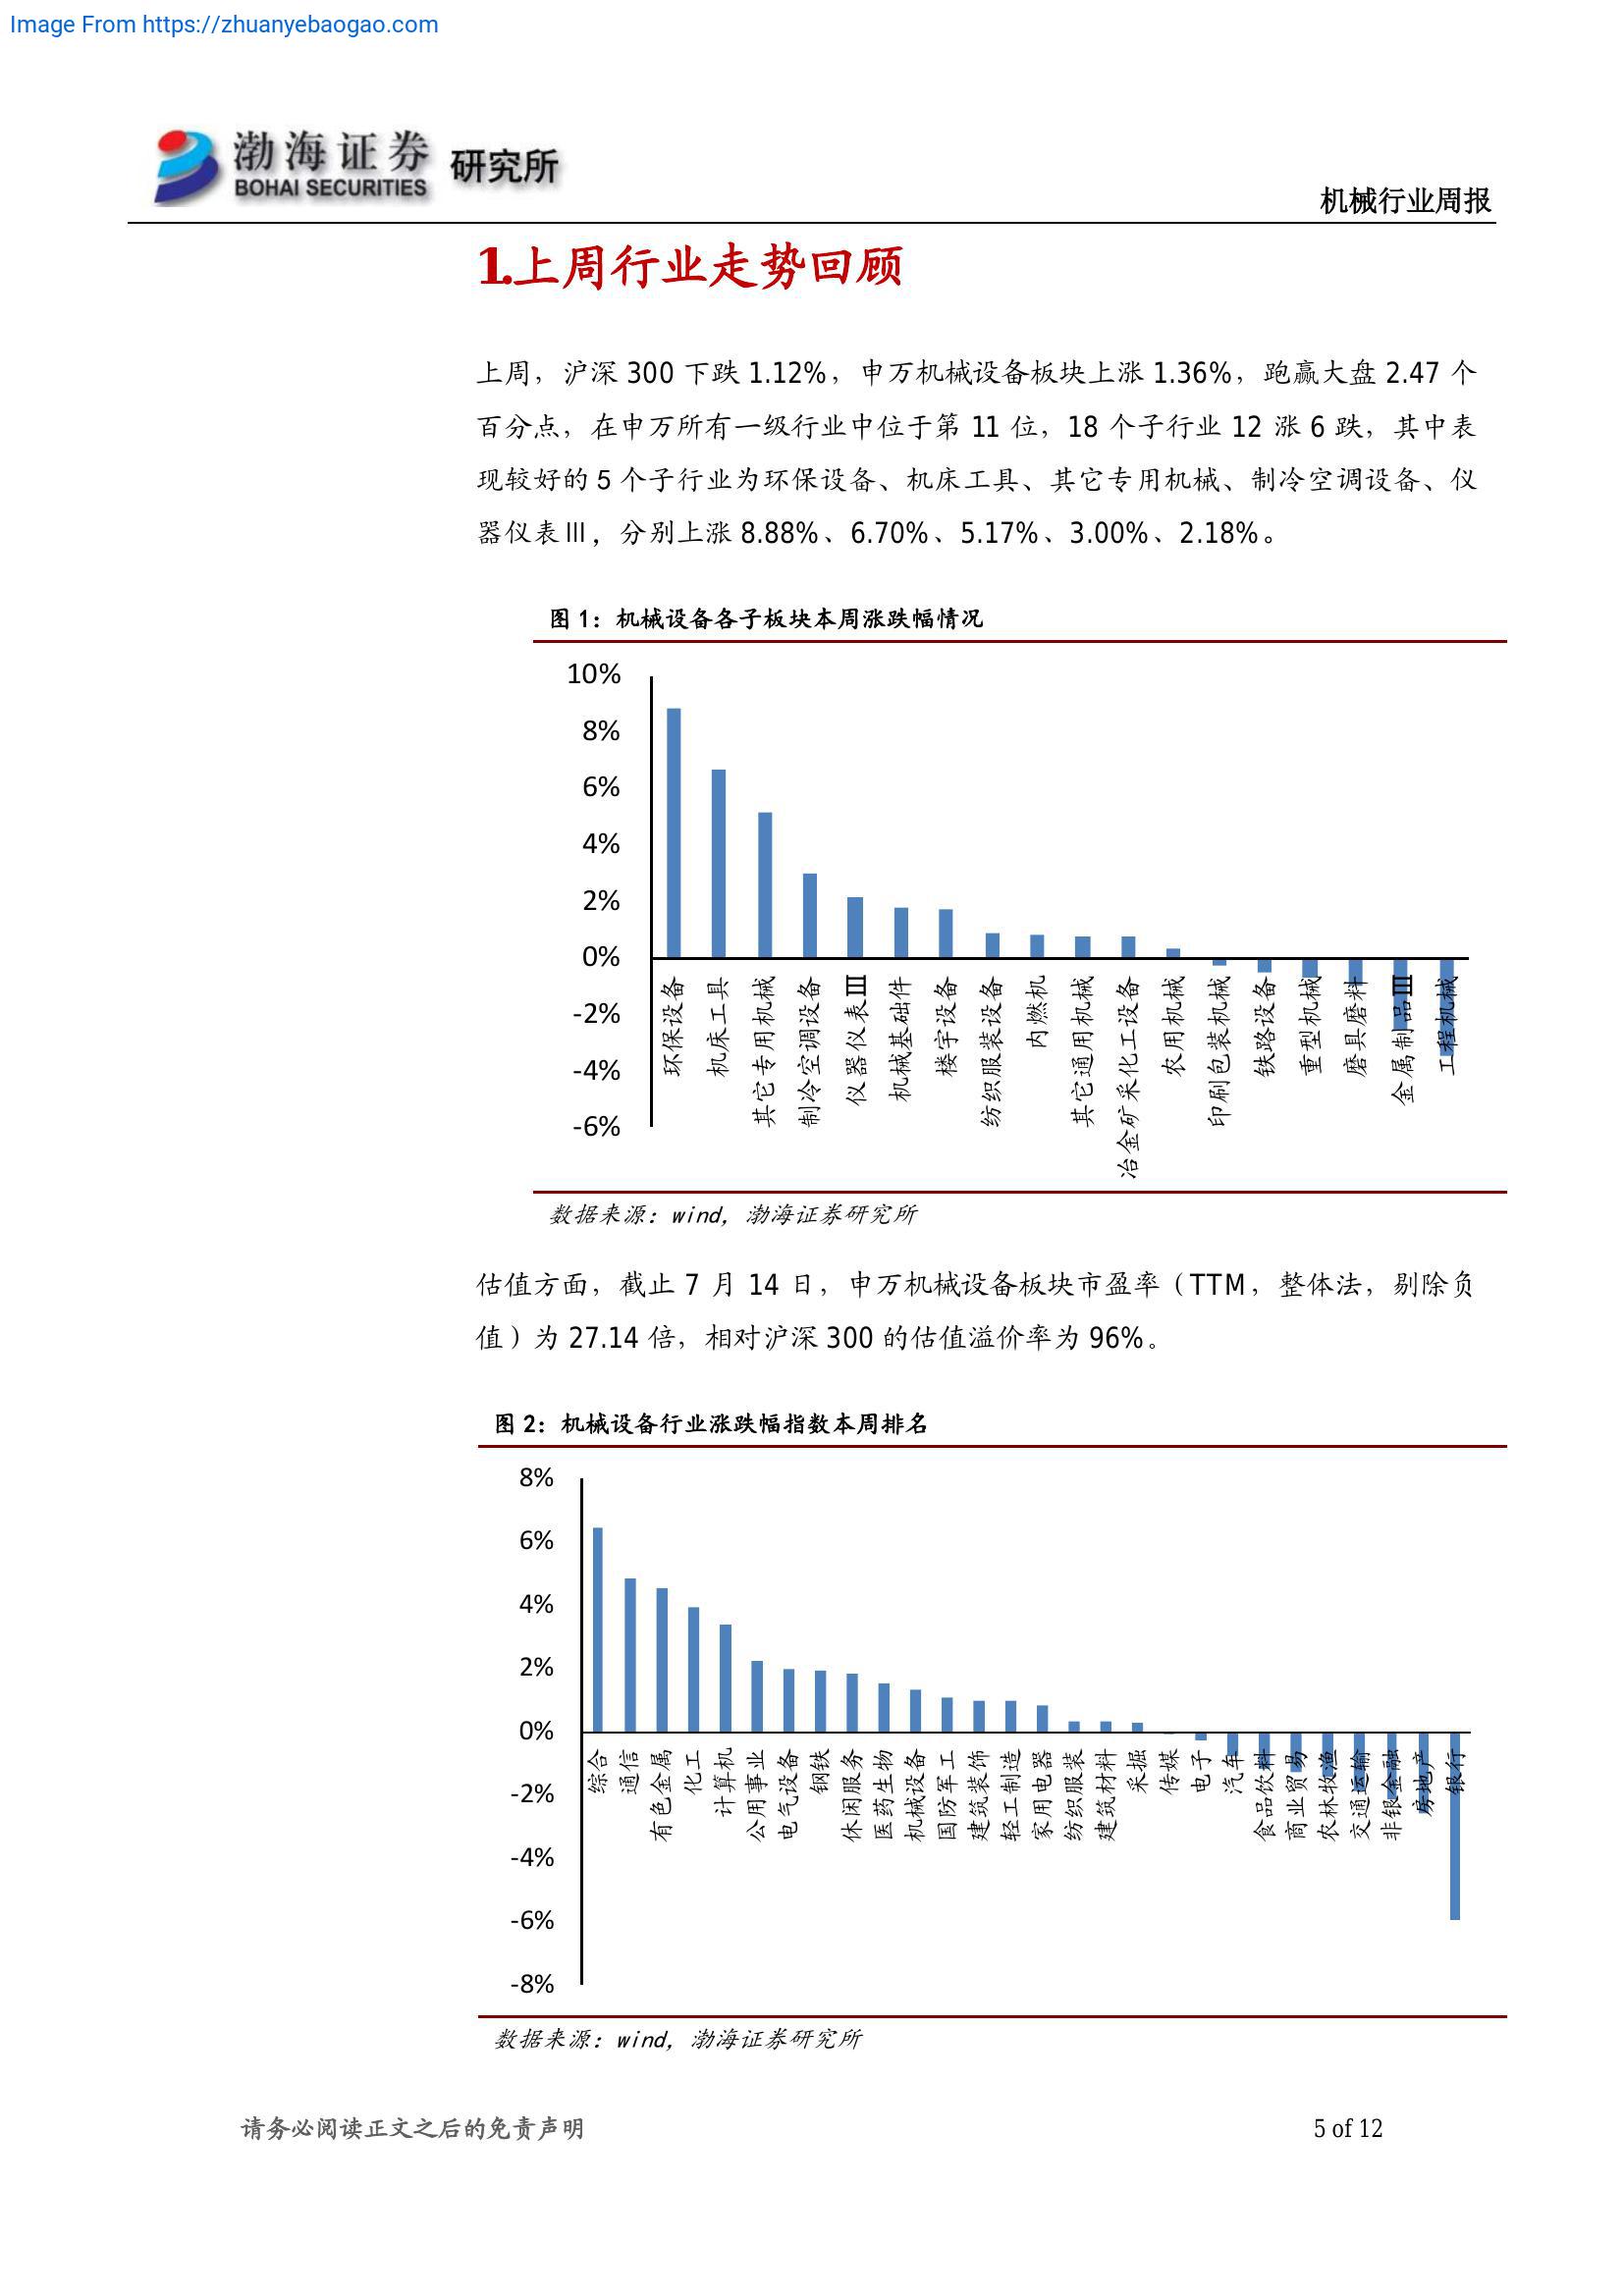 Image From https://zhuanyebaogao.com
渤海证券 研究所
BOHAI SECURITIES
机械行业周报
1.上周行业走势回顾
上周，沪深 300 下跌 1.12%，申万机械设备板块上涨 1.36%，跑赢大盘 2.47 个
百分点，在申万所有一级行业中位于第 11 位，18 个子行业 12 涨 6 跌，其中表
现较好的 5 个子行业为环保设备、机床工具、其它专用机械、制冷空调设备、仪
器仪表Ⅲ，分别上涨 8.88%、6.70%、5.17%、3.00%、2.18%。
图 1：机械设备各子板块本周涨跌幅情况
10%
8%
6%
4%
2%
0%
-2%
-4%
-6%
环保设备
机床工具
其它专用机械
制冷空调设备
仪器仪表Ⅲ
机械基础件
楼宇设备
纺织服装设备
内燃机
其它通用机械
冶金矿采化工设备
农用机械
印刷包装机械
铁路设备
重型机械
磨具磨料
金属制品Ⅲ
工程机械
数据来源：wind，渤海证券研究所
估值方面，截止 7 月 14 日，申万机械设备板块市盈率（TTM，整体法，剔除负
值）为 27.14 倍，相对沪深 300 的估值溢价率为 96%。
图 2：机械设备行业涨跌幅指数本周排名
8%
6%
4%
2%
0%
-2%
-4%
-6%
-8%
综合
通信
有色金属
化工
计算机
公用事业
电气设备
钢铁
休闲服务
医药生物
机械设备
国防军工
建筑装饰
轻工制造
家用电器
纺织服装
建筑材料
采掘
传媒
电子
汽车
食品饮料
商业贸易
农林牧渔
交通运输
非银金融
房地产
银行
数据来源：wind，渤海证券研究所
请务必阅读正文之后的免责声明
5 of 12